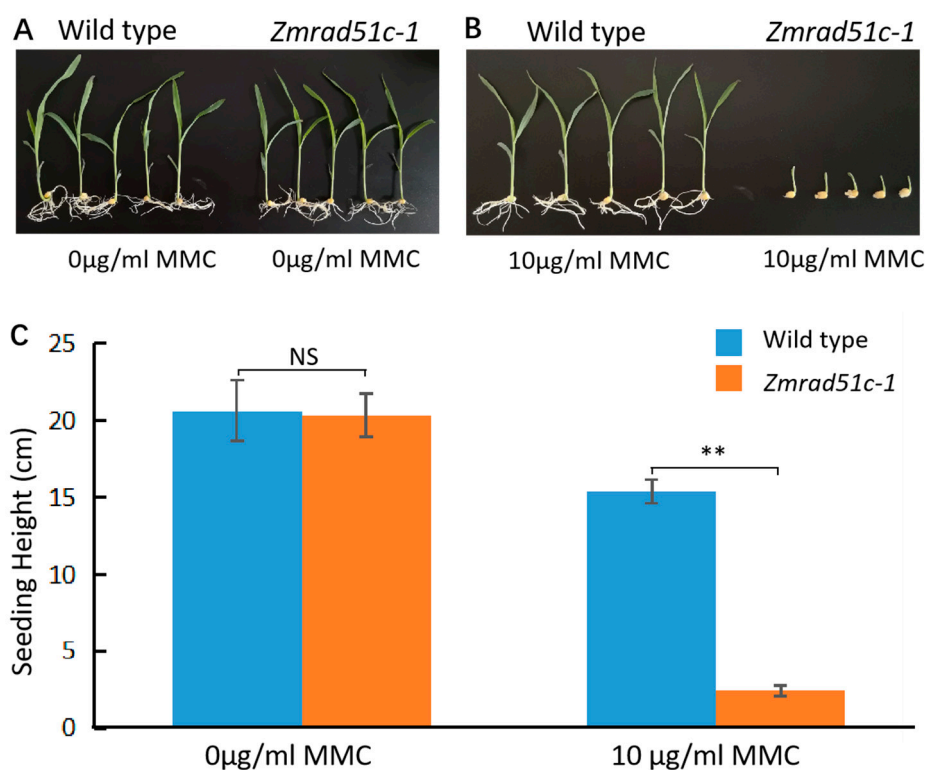 A Wild type Zmrad51c-1
0µg/ml MMC 0µg/ml MMC
B Wild type Zmrad51c-1
10µg/ml MMC 10µg/ml MMC
C
Wild type
Zmrad51c-1
Seeding Height (cm)
25
20
15
10
5
0
NS
**
0µg/ml MMC 10 µg/ml MMC